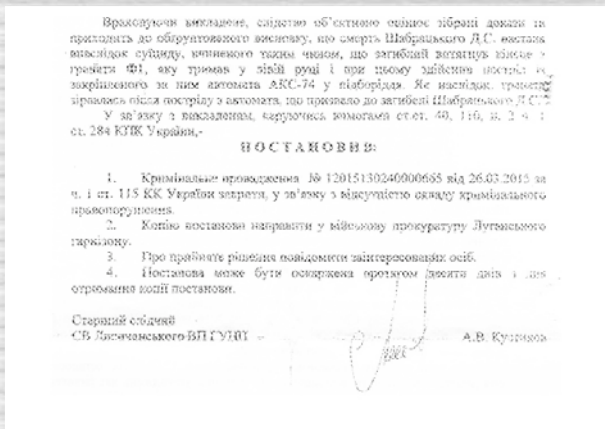 Враховуючи викладене, слідство об'єктивно оцінює зібрані докази та
приходить до обґрунтованого висновку, що смерть Шабрацького Д.С. настала
внаслідок суїциду, вчиненого таким чином, що загиблий витягнув кільце з
гранати Ф1, яку тримав у лівій руці і при цьому здійснив постріл із
закріпленого за ним автомата АКС-74 у підборіддя. Як наслідок, граната
зірвалась після пострілу з автомата, що призвело до загибелі Шабрацького Д.С.
У зв'язку з викладеним, керуючись вимогами ст.ст. 40, 110, п. 2 ч. 1
ст. 284 КПК України,-
ПОСТАНОВИВ:
1. Кримінальне провадження № 12015130240000665 від 26.03.2015 за
ч. 1 ст. 115 КК України закрити, у зв'язку з відсутністю складу кримінального
правопорушення.
2. Копію постанови направити у військову прокуратуру Луганського
гарнізону.
3. Про прийняте рішення повідомити заінтересованих осіб.
4. Постанова може бути оскаржена протягом десяти днів з дня
отримання копії постанови.
Старший слідчий
СВ Лисичанського ВП ГУНП
А.В.